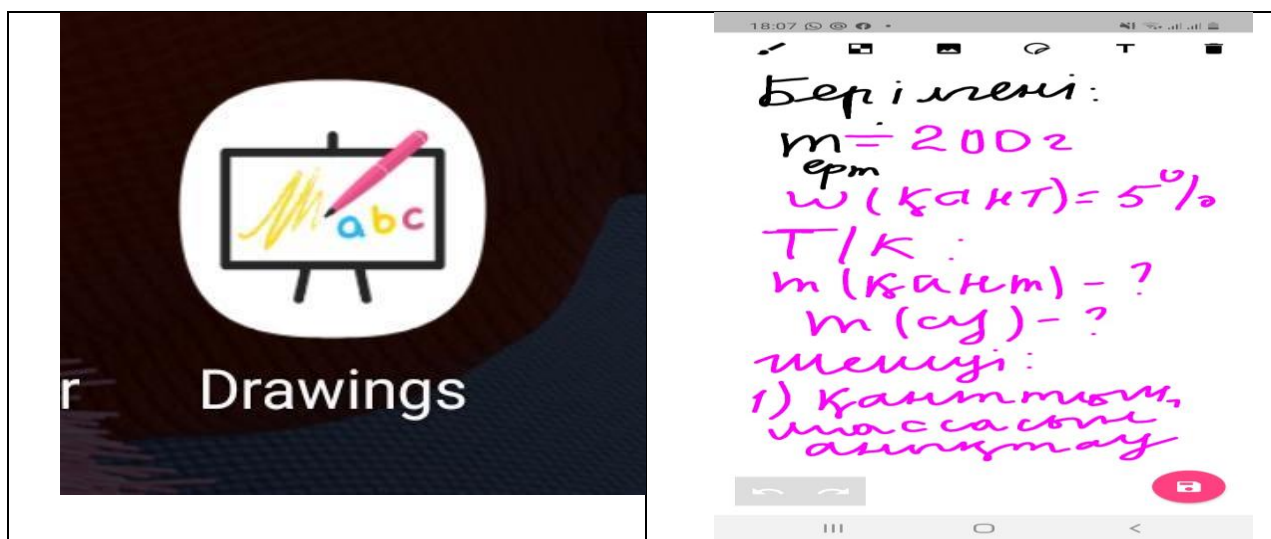 abc
r Drawings
18:07
T
Берілгені:
m = 200г
ерт
w (қант) = 5%
Т/К:
m (қант) - ?
m (су) - ?
Шешуі:
1) Қанттың
массасын
анықтау